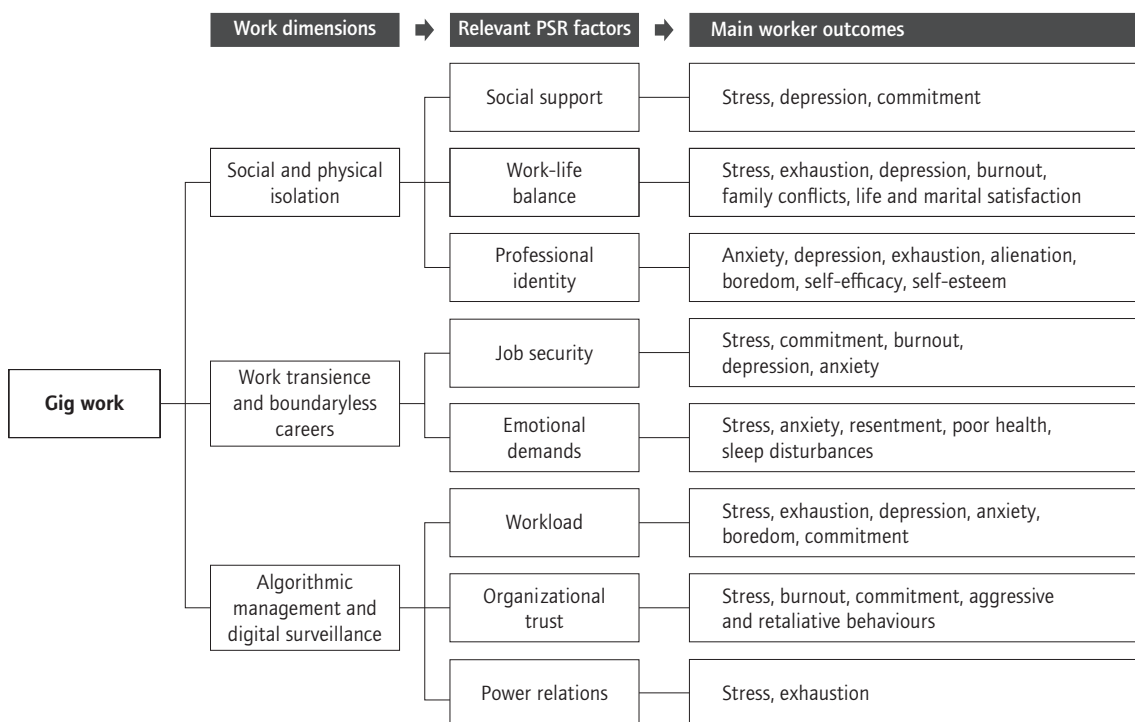 Work dimensions
Relevant PSR factors
Main worker outcomes
Gig work
Social and physical
isolation
Social support
Stress, depression, commitment
Work-life
balance
Stress, exhaustion, depression, burnout,
family conflicts, life and marital satisfaction
Professional
identity
Anxiety, depression, exhaustion, alienation,
boredom, self-efficacy, self-esteem
Work transience
and boundaryless
careers
Job security
Stress, commitment, burnout,
depression, anxiety
Emotional
demands
Stress, anxiety, resentment, poor health,
sleep disturbances
Algorithmic
management and
digital surveillance
Workload
Stress, exhaustion, depression, anxiety,
boredom, commitment
Organizational
trust
Stress, burnout, commitment, aggressive
and retaliative behaviours
Power relations
Stress, exhaustion